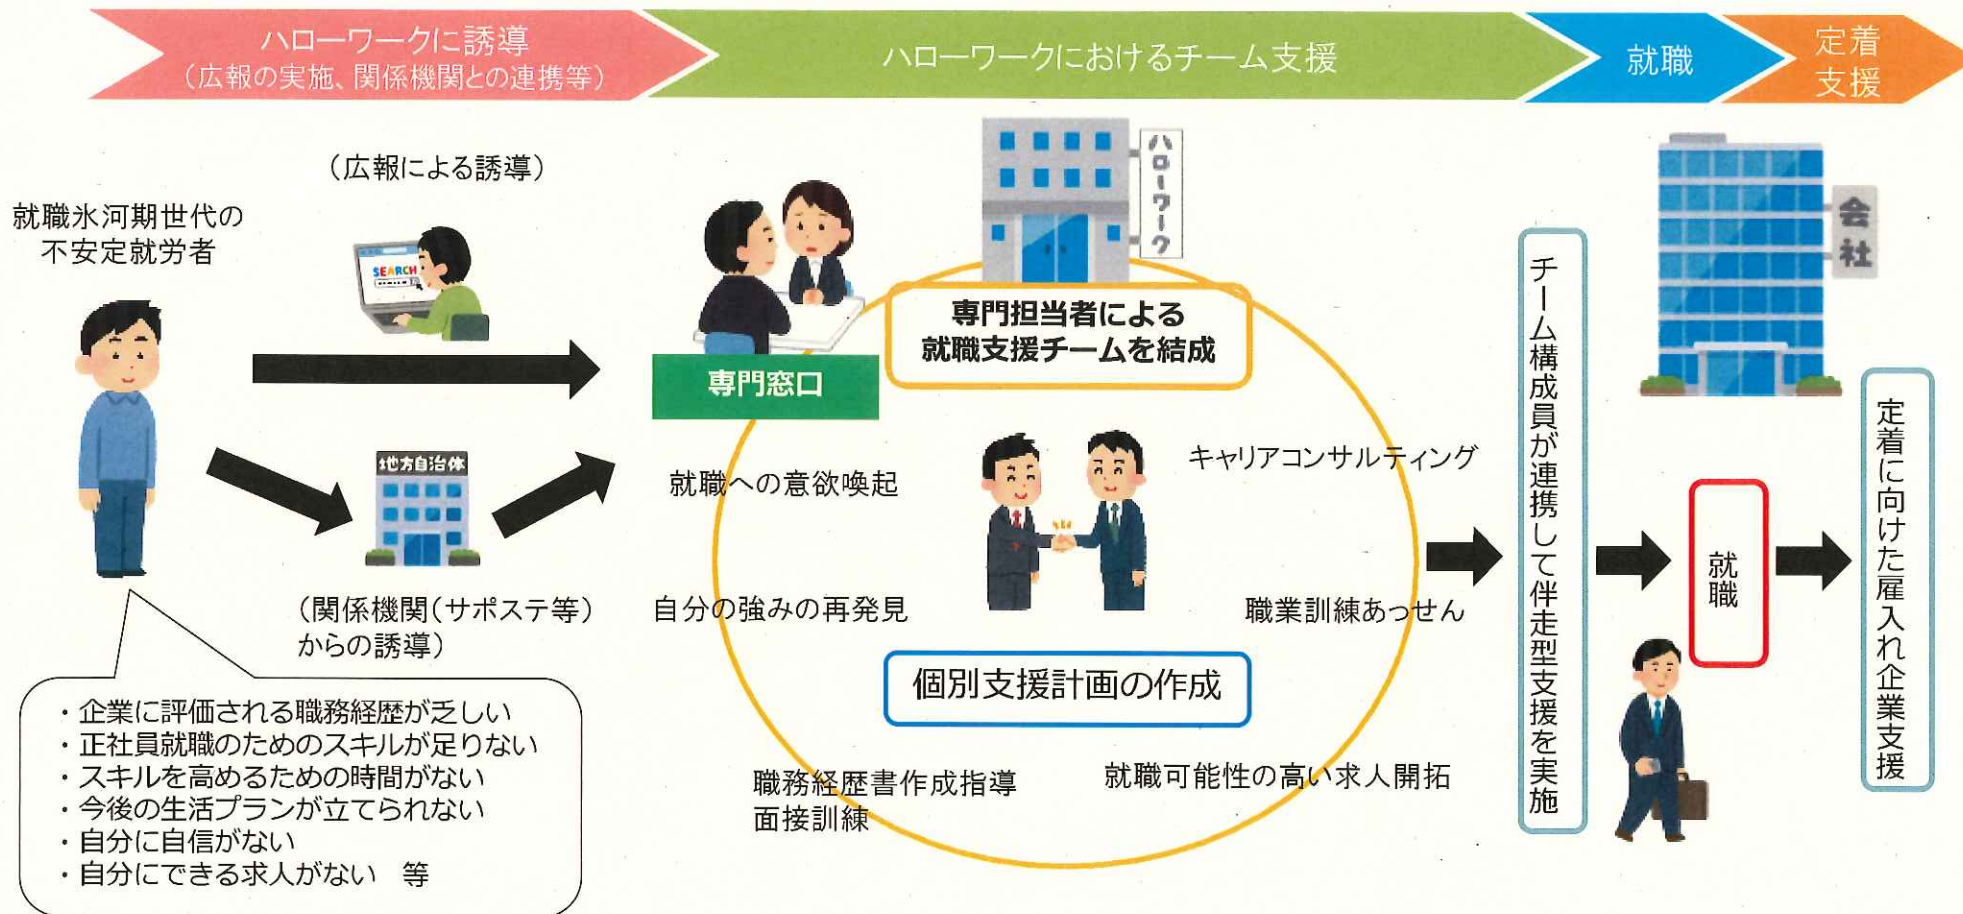 ハローワークに誘導
（広報の実施、関係機関との連携等）
ハローワークにおけるチーム支援
就職
定着
支援
（広報による誘導）
就職氷河期世代の
不安定就労者
SEARCH
地方自治体
（関係機関（サポステ等）
からの誘導）
・企業に評価される職務経歴が乏しい
・正社員就職のためのスキルが足りない
・スキルを高めるための時間がない
・今後の生活プランが立てられない
・自分に自信がない
・自分にできる求人がない　等
ハローワーク
専門窓口
専門担当者による
就職支援チームを結成
就職への意欲喚起
キャリアコンサルティング
自分の強みの再発見
職業訓練あっせん
個別支援計画の作成
職務経歴書作成指導
面接訓練
就職可能性の高い求人開拓
チーム構成員が連携して伴走型支援を実施
会社
就職
定着に向けた雇入れ企業支援